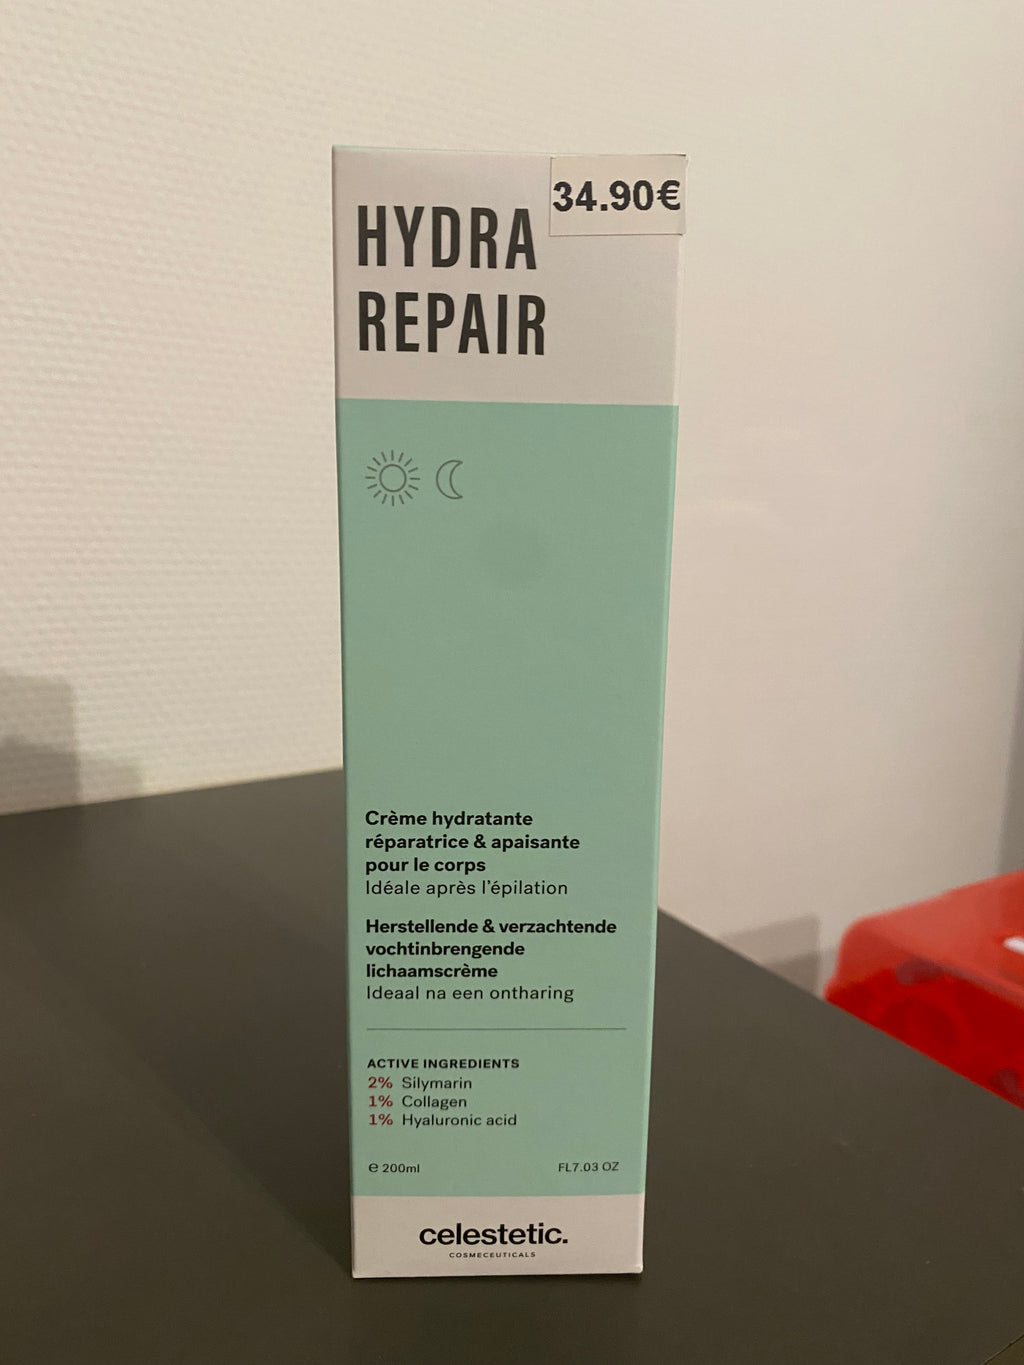 34.90€
HYDRA
REPAIR
Crème hydratante
réparatrice & apaisante
pour le corps
Idéale après l'épilation
Herstellende & verzachtende
vochtinbrengende
lichaamscrème
Ideaal na een ontharing
ACTIVE INGREDIENTS
2% Silymarin
1% Collagen
1% Hyaluronic acid
℮ 200ml FL7.03 OZ
celestetic.
COSMECEUTICALS